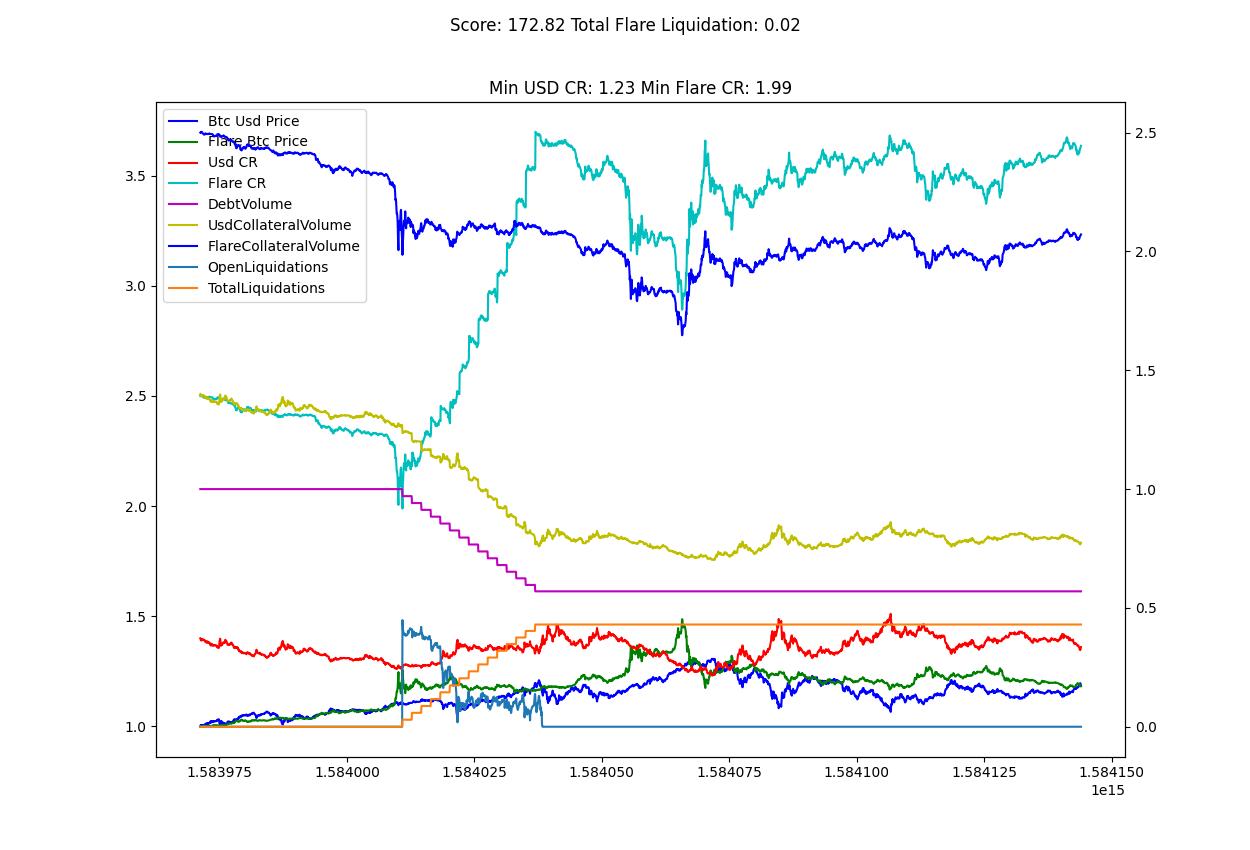 Score: 172.82 Total Flare Liquidation: 0.02
Min USD CR: 1.23 Min Flare CR: 1.99
Btc Usd Price
Flare Btc Price
Usd CR
Flare CR
DebtVolume
UsdCollateralVolume
FlareCollateralVolume
OpenLiquidations
TotalLiquidations
3.5
3.0
2.5
2.0
1.5
1.0
2.5
2.0
1.5
1.0
0.5
0.0
1.583975
1.584000
1.584025
1.584050
1.584075
1.584100
1.584125
1.584150
1e15